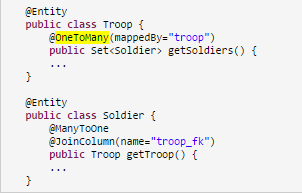 @Entity
public class Troop {
    @OneToMany(mappedBy="troop")
    public Set<Soldier> getSoldiers() {
    ...
}

@Entity
public class Soldier {
    @ManyToOne
    @JoinColumn(name="troop_fk")
    public Troop getTroop() {
    ...
}